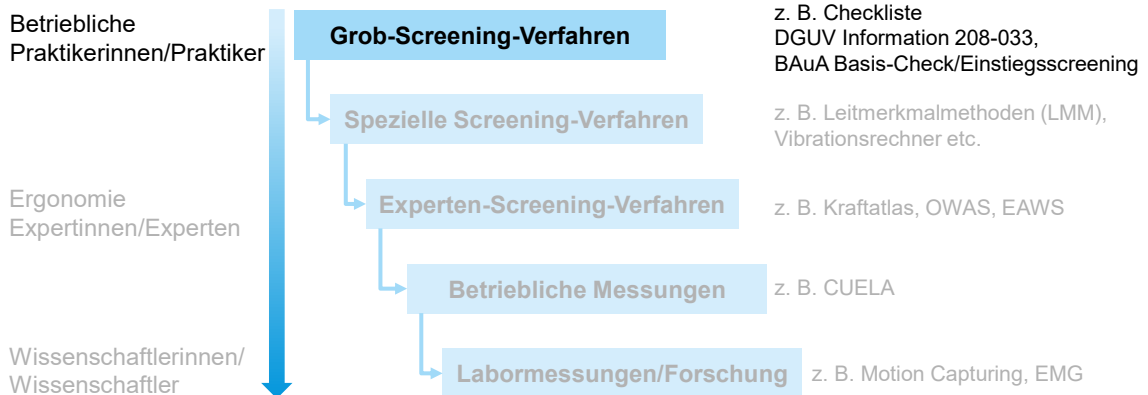 Betriebliche
Praktikerinnen/Praktiker
Grob-Screening-Verfahren
z. B. Checkliste
DGUV Information 208-033,
BAuA Basis-Check/Einstiegsscreening
Spezielle Screening-Verfahren
z. B. Leitmerkmalmethoden (LMM),
Vibrationsrechner etc.
Ergonomie
Expertinnen/Experten
Experten-Screening-Verfahren
z. B. Kraftatlas, OWAS, EAWS
Betriebliche Messungen
z. B. CUELA
Wissenschaftlerinnen/
Wissenschaftler
Labormessungen/Forschung
z. B. Motion Capturing, EMG